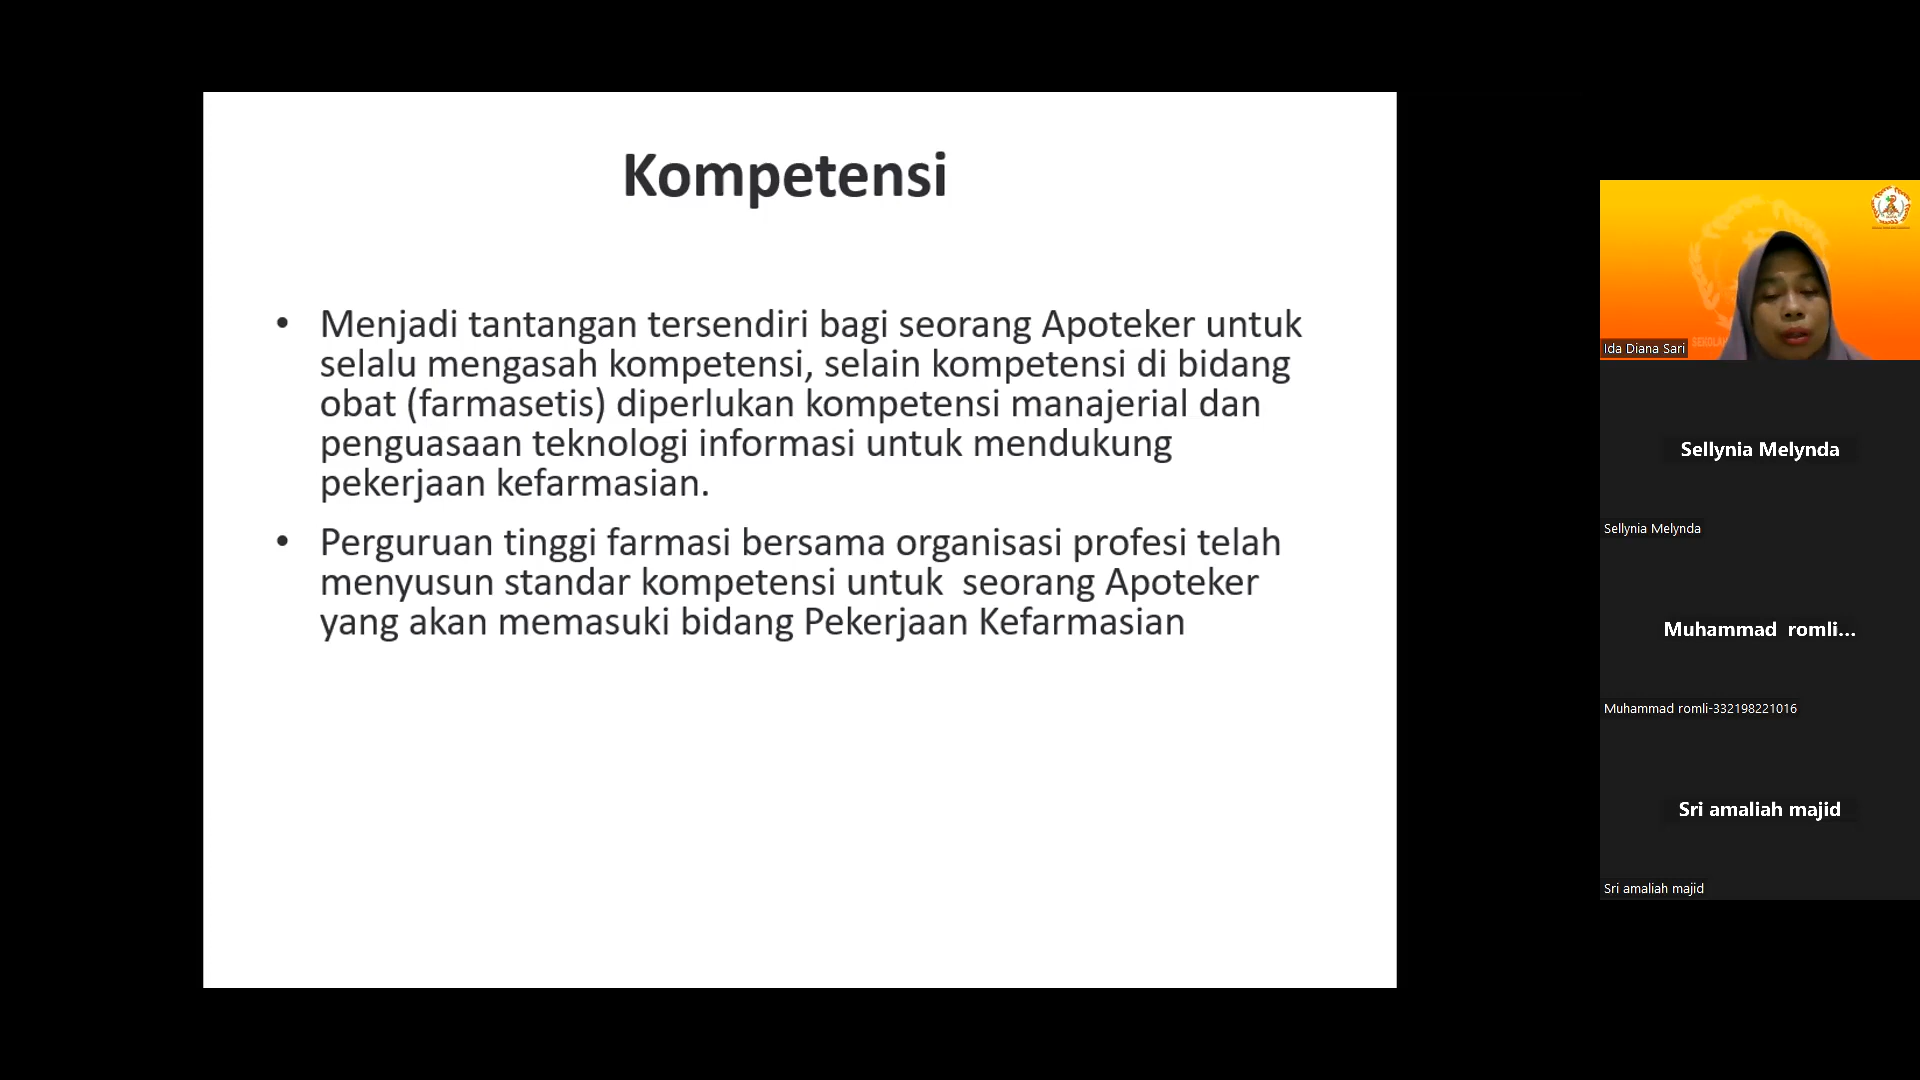 Kompetensi
• Menjadi tantangan tersendiri bagi seorang Apoteker untuk
selalu mengasah kompetensi, selain kompetensi di bidang
obat (farmasetis) diperlukan kompetensi manajerial dan
penguasaan teknologi informasi untuk mendukung
pekerjaan kefarmasian.
• Perguruan tinggi farmasi bersama organisasi profesi telah
menyusun standar kompetensi untuk  seorang Apoteker
yang akan memasuki bidang Pekerjaan Kefarmasian
Ida Diana Sari
Sellynia Melynda
Sellynia Melynda
Muhammad  romli...
Muhammad romli-332198221016
Sri amaliah majid
Sri amaliah majid